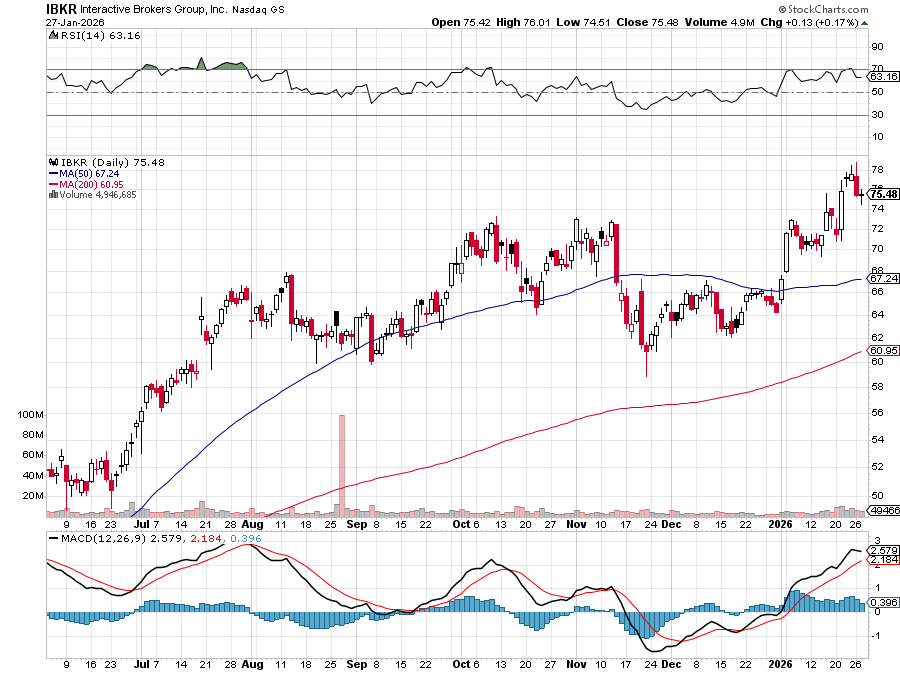 IBKR Interactive Brokers Group, Inc. Nasdaq GS © StockCharts.com
27-Jan-2026 Open 75.42 High 76.01 Low 74.51 Close 75.48 Volume 4.9M Chg +0.13 (+0.17%)
RSI(14) 63.16
90
70
63.16
50
30
10
IBKR (Daily) 75.48
MA(50) 67.24
MA(200) 60.95
Volume 4,946,685
78
76
75.48
74
72
70
68
67.24
66
64
62
60.95
60
58
100M 56
80M 54
60M
52
40M
20M 50
49466
9 16 23 Jul 7 14 21 28 Aug 11 18 25 Sep 8 15 22 Oct 6 13 20 27 Nov 10 17 24 Dec 8 15 22 2026 12 20 26
MACD(12,26,9) 2.579, 2.184, 0.396
3
2.579
2.184
2
1
0.396
0
-1
9 16 23 Jul 7 14 21 28 Aug 11 18 25 Sep 8 15 22 Oct 6 13 20 27 Nov 10 17 24 Dec 8 15 22 2026 12 20 26